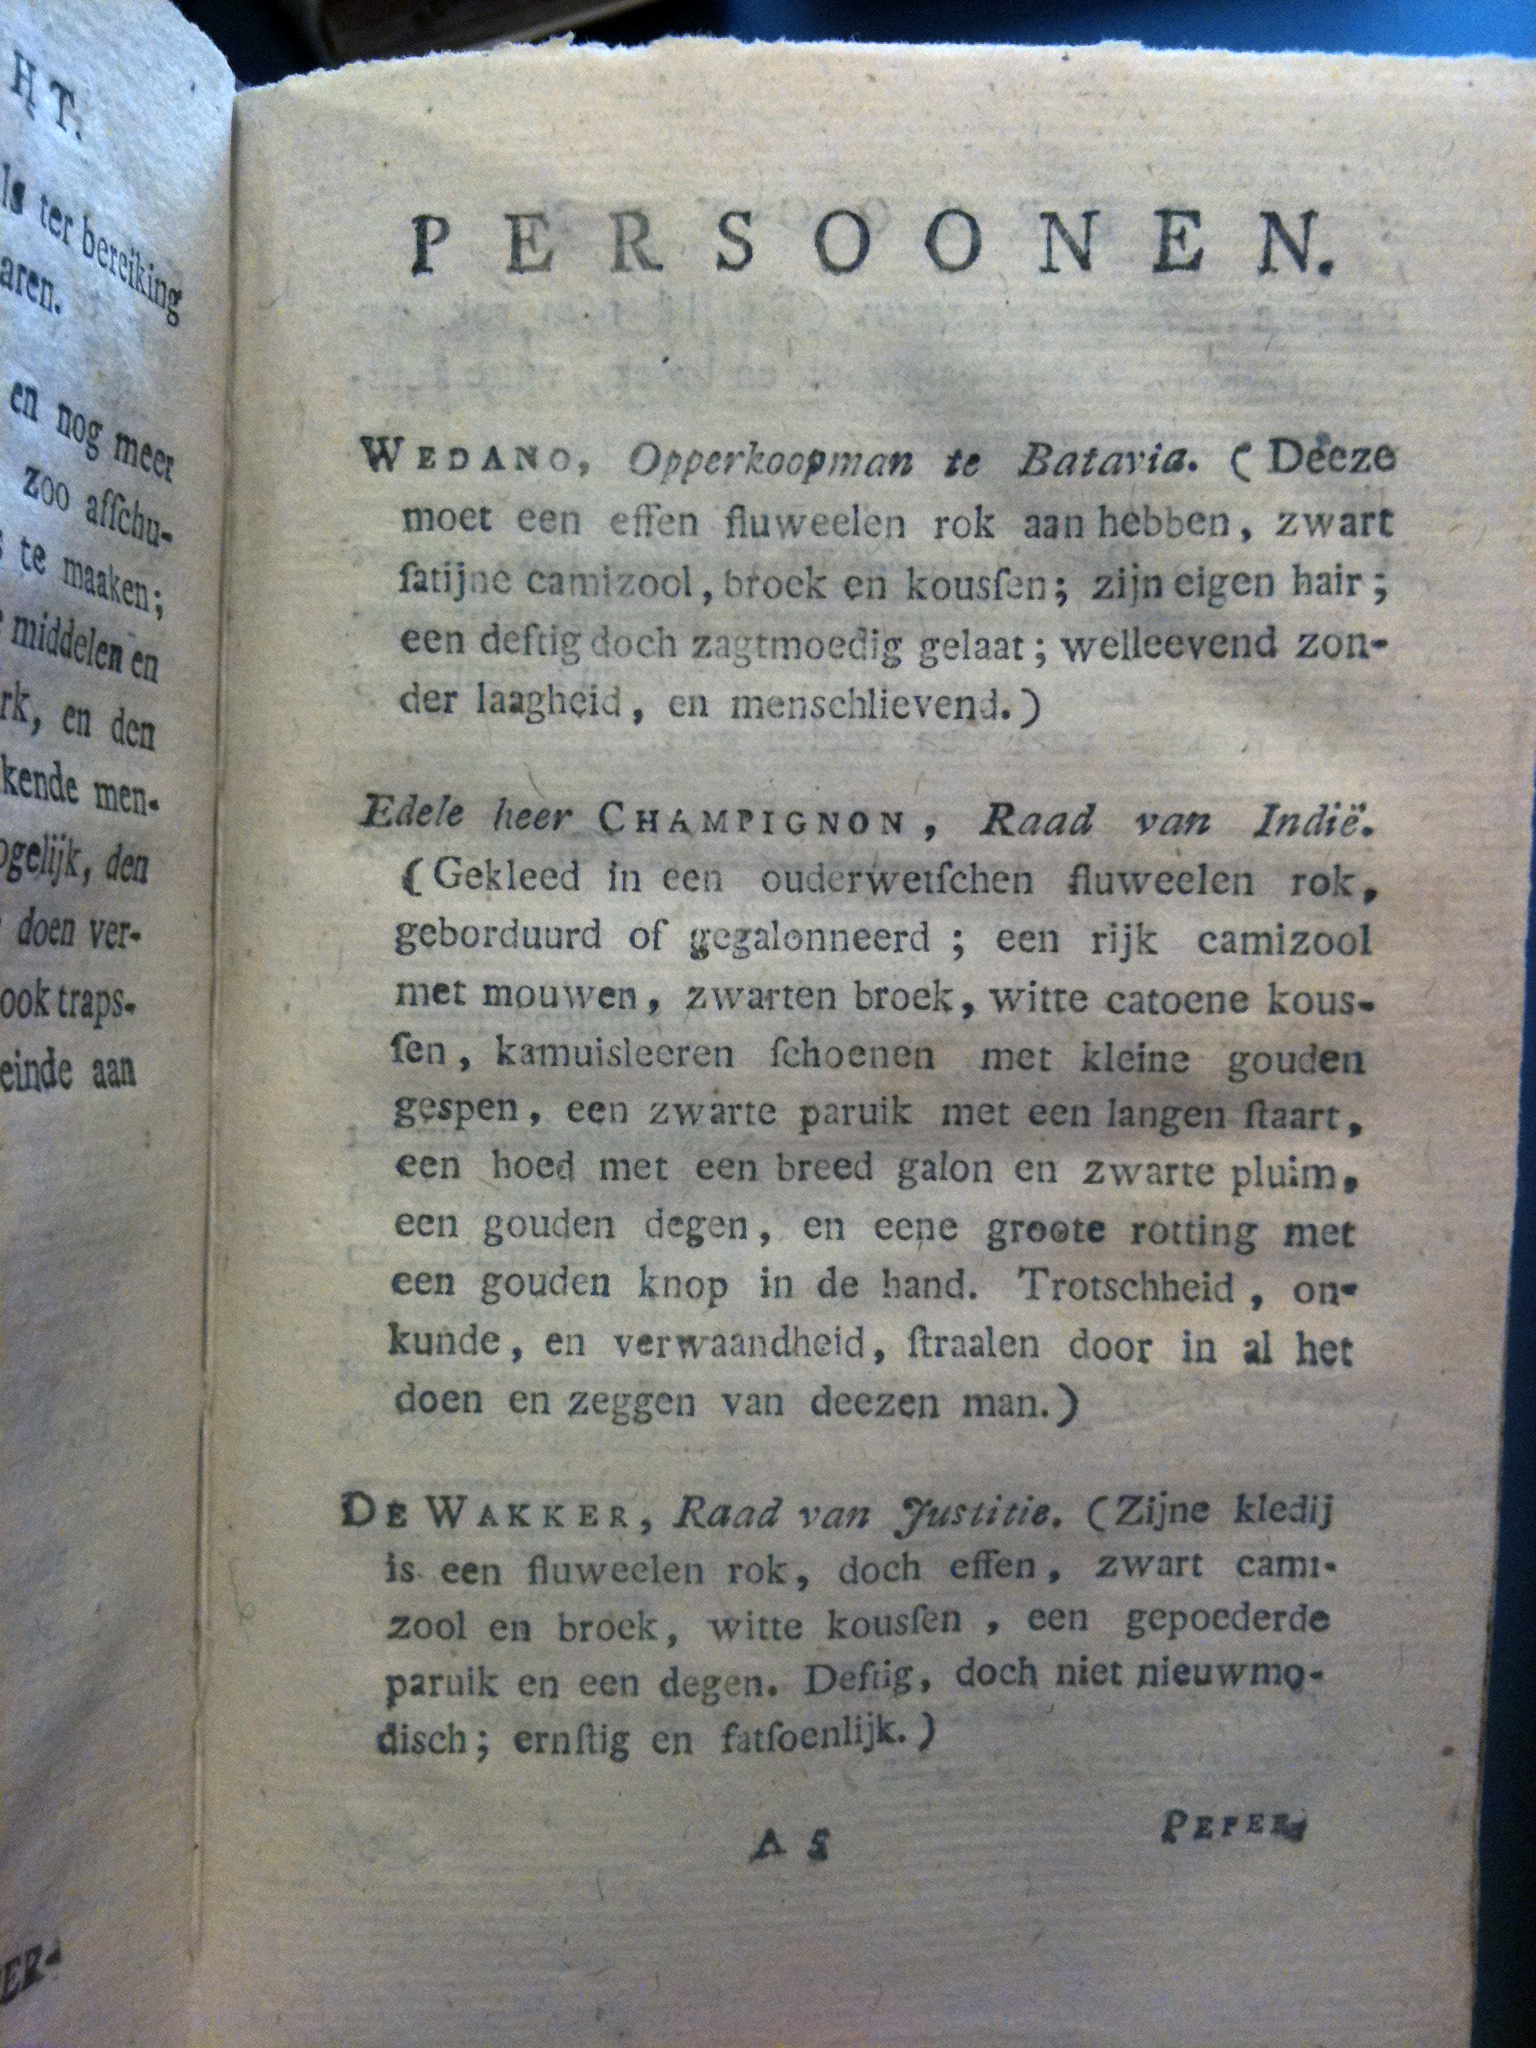 HT.
ls ter bereiking
aren.
en nog meer
zoo afſchu-
s te maaken;
middelen en
rk, en den
kende men-
ogelijk, den
doen ver-
ook traps-
einde aan
ER-
PERSOONEN.
WEDANO, Opperkoopman te Batavia. (Deeze
moet een effen fluweelen rok aan hebben, zwart
ſatijne camizool, broek en kousſen; zijn eigen hair;
een deftig doch zagtmoedig gelaat; welleevend zon-
der laagheid, en menschlievend.)
Edele heer CHAMPIGNON, Raad van Indië.
(Gekleed in een ouderwetſchen fluweelen rok,
geborduurd of gegalonneerd; een rijk camizool
met mouwen, zwarten broek, witte catoene kous-
ſen, kamuisleeren ſchoenen met kleine gouden
gespen, een zwarte paruik met een langen ſtaart,
een hoed met een breed galon en zwarte pluim,
een gouden degen, en eene groote rotting met
een gouden knop in de hand. Trotschheid, on-
kunde, en verwaandheid, ſtraalen door in al het
doen en zeggen van deezen man.)
DE WAKKER, Raad van Justitie. (Zijne kledij
is een fluweelen rok, doch effen, zwart cami-
zool en broek, witte kousſen, een gepoederde
paruik en een degen. Deftig, doch niet nieuwmo-
disch; ernſtig en fatſoenlijk.)
A 5 PEPER,